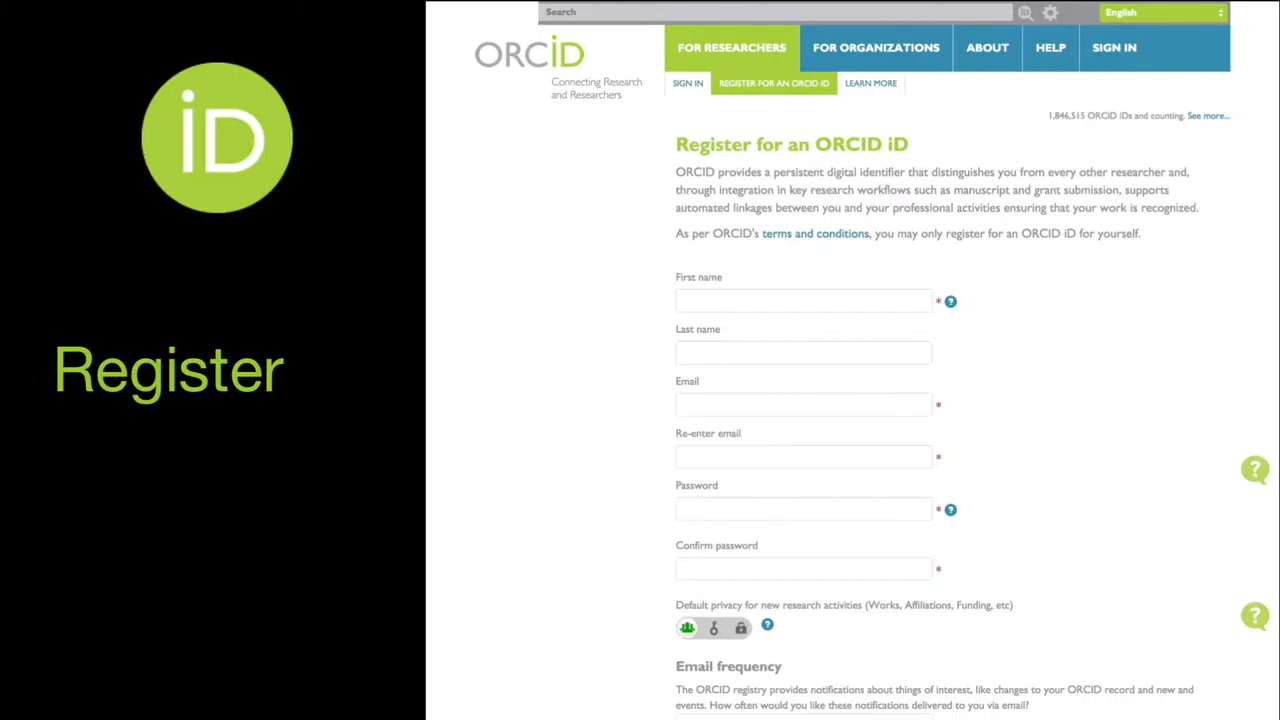 iD
Register
Search
English
ORCiD
Connecting Research
and Researchers
FOR RESEARCHERS
FOR ORGANIZATIONS
ABOUT
HELP
SIGN IN
SIGN IN
REGISTER FOR AN ORCID ID
LEARN MORE
1,846,515 ORCID iDs and counting. See more...
Register for an ORCID iD
ORCID provides a persistent digital identifier that distinguishes you from every other researcher and,
through integration in key research workflows such as manuscript and grant submission, supports
automated linkages between you and your professional activities ensuring that your work is recognized.
As per ORCID's terms and conditions, you may only register for an ORCID iD for yourself.
First name
* ?
Last name
Email
*
Re-enter email
*
Password
* ?
Confirm password
*
Default privacy for new research activities (Works, Affiliations, Funding, etc)
?
Email frequency
The ORCID registry provides notifications about things of interest, like changes to your ORCID record and new and
events. How often would you like these notifications delivered to you via email?
?
?